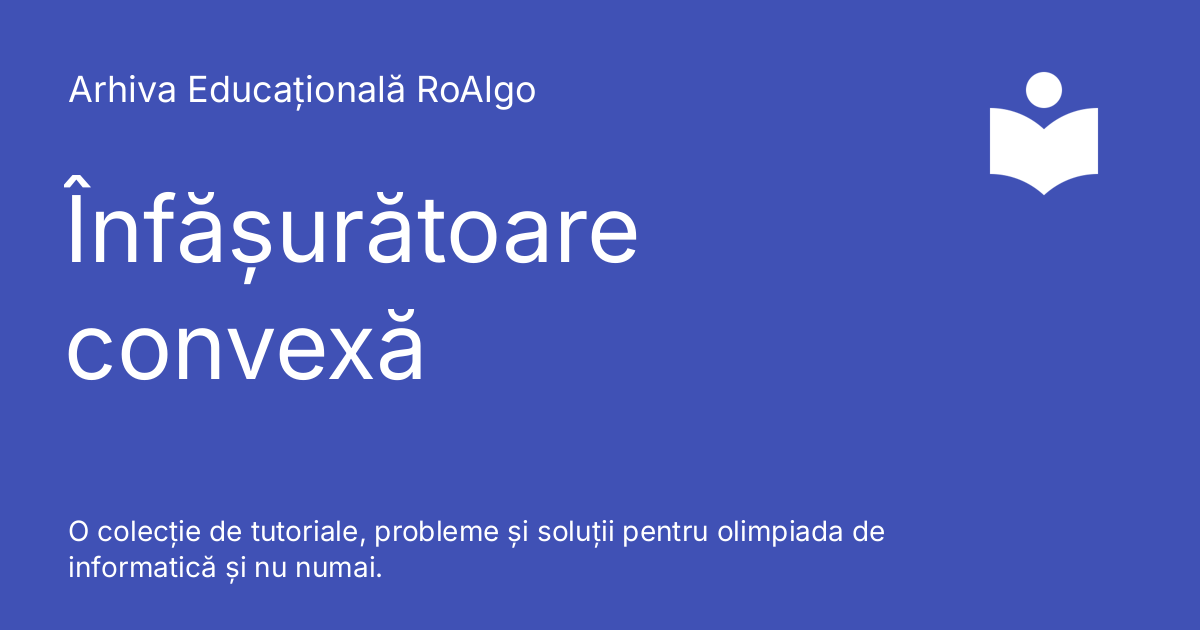 Arhiva Educațională RoAlgo
Înfășurătoare
convexă
O colecție de tutoriale, probleme și soluții pentru olimpiada de
informatică și nu numai.